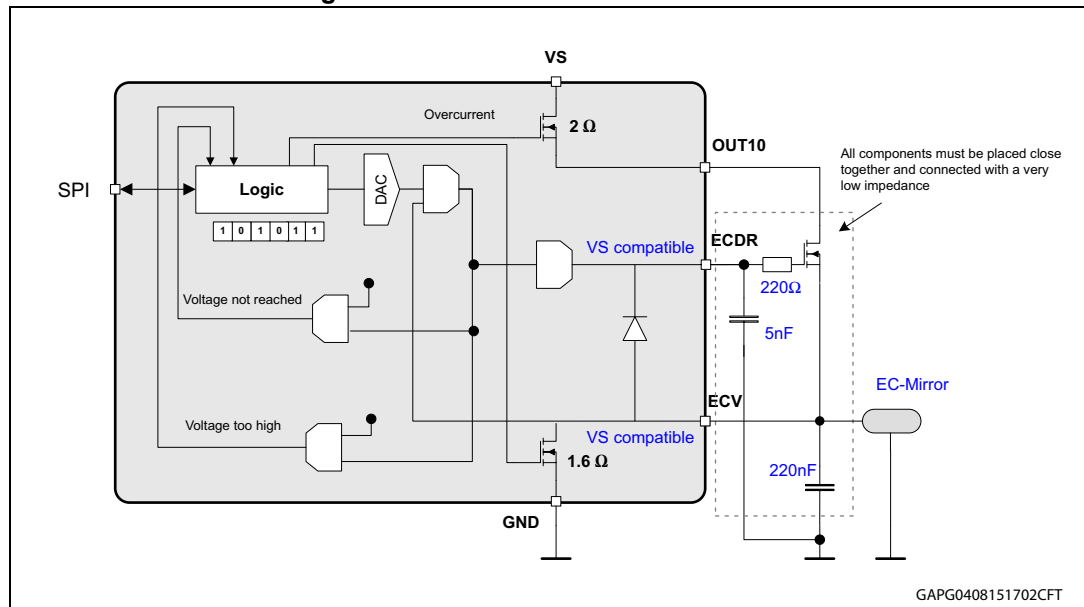 g
VS
Overcurrent
2 Ω
OUT10
All components must be placed close
together and connected with a very
low impedance
SPI
Logic
DAC
1 0 1 0 1 1
VS compatible
ECDR
220Ω
Voltage not reached
5nF
EC-Mirror
ECV
Voltage too high
VS compatible
1.6 Ω
220nF
GND
GAPG0408151702CFT